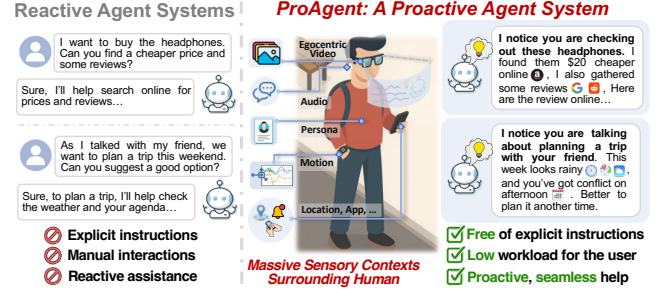 Reactive Agent Systems
I want to buy the headphones.
Can you find a cheaper price and
some reviews?
Sure, I'll help search online for
prices and reviews…
As I talked with my friend, we
want to plan a trip this weekend.
Can you suggest a good option?
Sure, to plan a trip, I'll help check
the weather and your agenda…
Explicit instructions
Manual interactions
Reactive assistance
ProAgent: A Proactive Agent System
Egocentric
Video
Audio
Persona
Motion
Location, App, ...
Massive Sensory Contexts
Surrounding Human
I notice you are checking
out these headphones. I
found them $20 cheaper
online , I also gathered
some reviews , Here
are the review online…
I notice you are talking
about planning a trip
with your friend. This
week looks rainy ,
and you've got conflict on
afternoon . Better to
plan it another time.
Free of explicit instructions
Low workload for the user
Proactive, seamless help